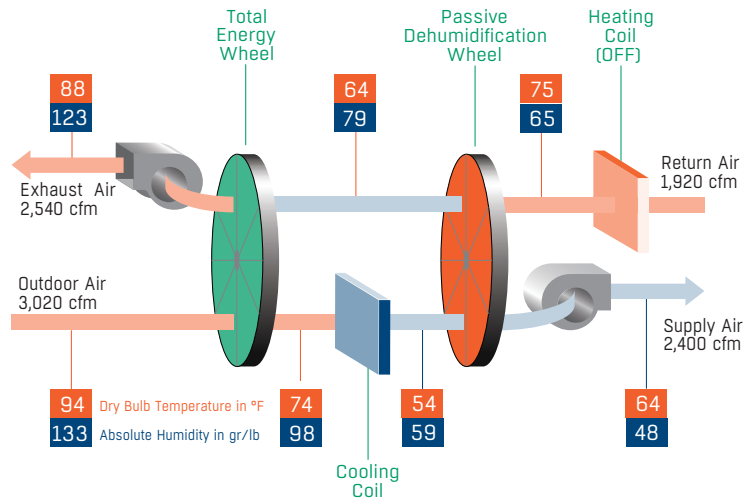 Total
Energy
Wheel
Passive
Dehumidification
Wheel
Heating
Coil
(OFF)
88
123
64
79
75
65
Exhaust Air
2,540 cfm
Return Air
1,920 cfm
Outdoor Air
3,020 cfm
Supply Air
2,400 cfm
94 Dry Bulb Temperature in °F
133 Absolute Humidity in gr/lb
74
98
54
59
64
48
Cooling
Coil